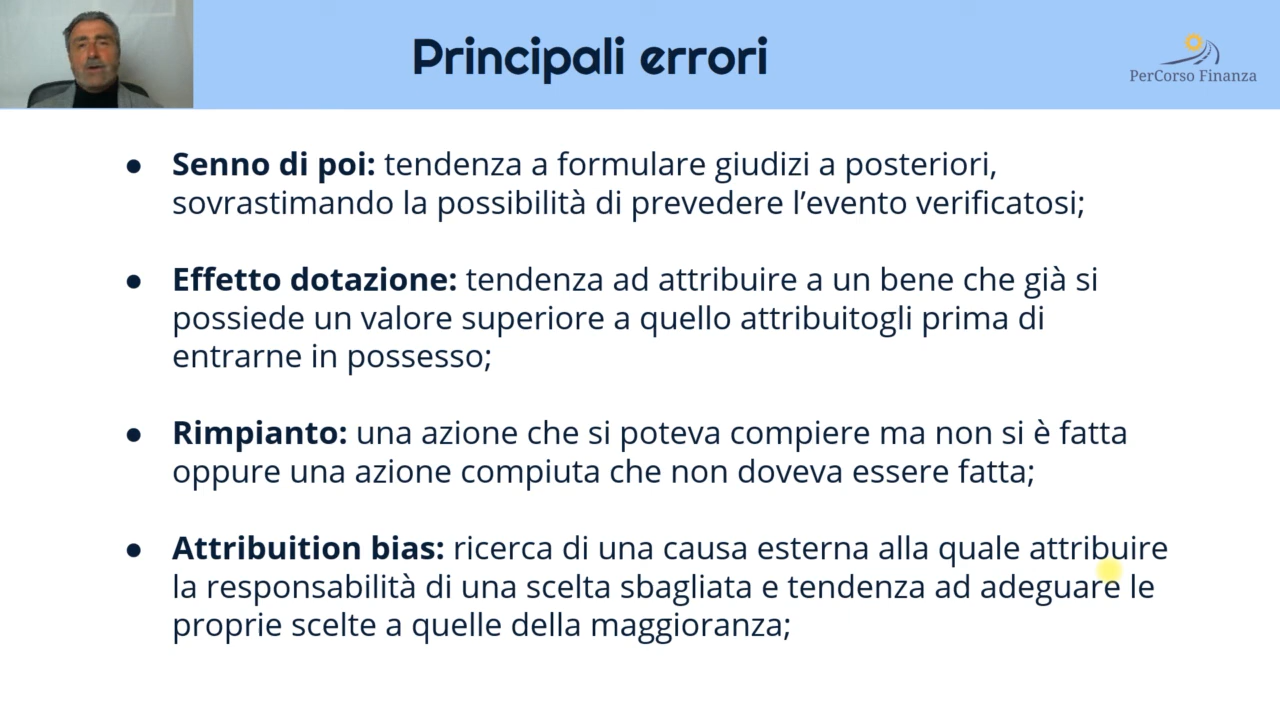 Principali errori
PerCorso Finanza
● Senno di poi: tendenza a formulare giudizi a posteriori,
sovrastimando la possibilità di prevedere l’evento verificatosi;
● Effetto dotazione: tendenza ad attribuire a un bene che già si
possiede un valore superiore a quello attribuitogli prima di
entrarne in possesso;
● Rimpianto: una azione che si poteva compiere ma non si è fatta
oppure una azione compiuta che non doveva essere fatta;
● Attribuition bias: ricerca di una causa esterna alla quale attribuire
la responsabilità di una scelta sbagliata e tendenza ad adeguare le
proprie scelte a quelle della maggioranza;